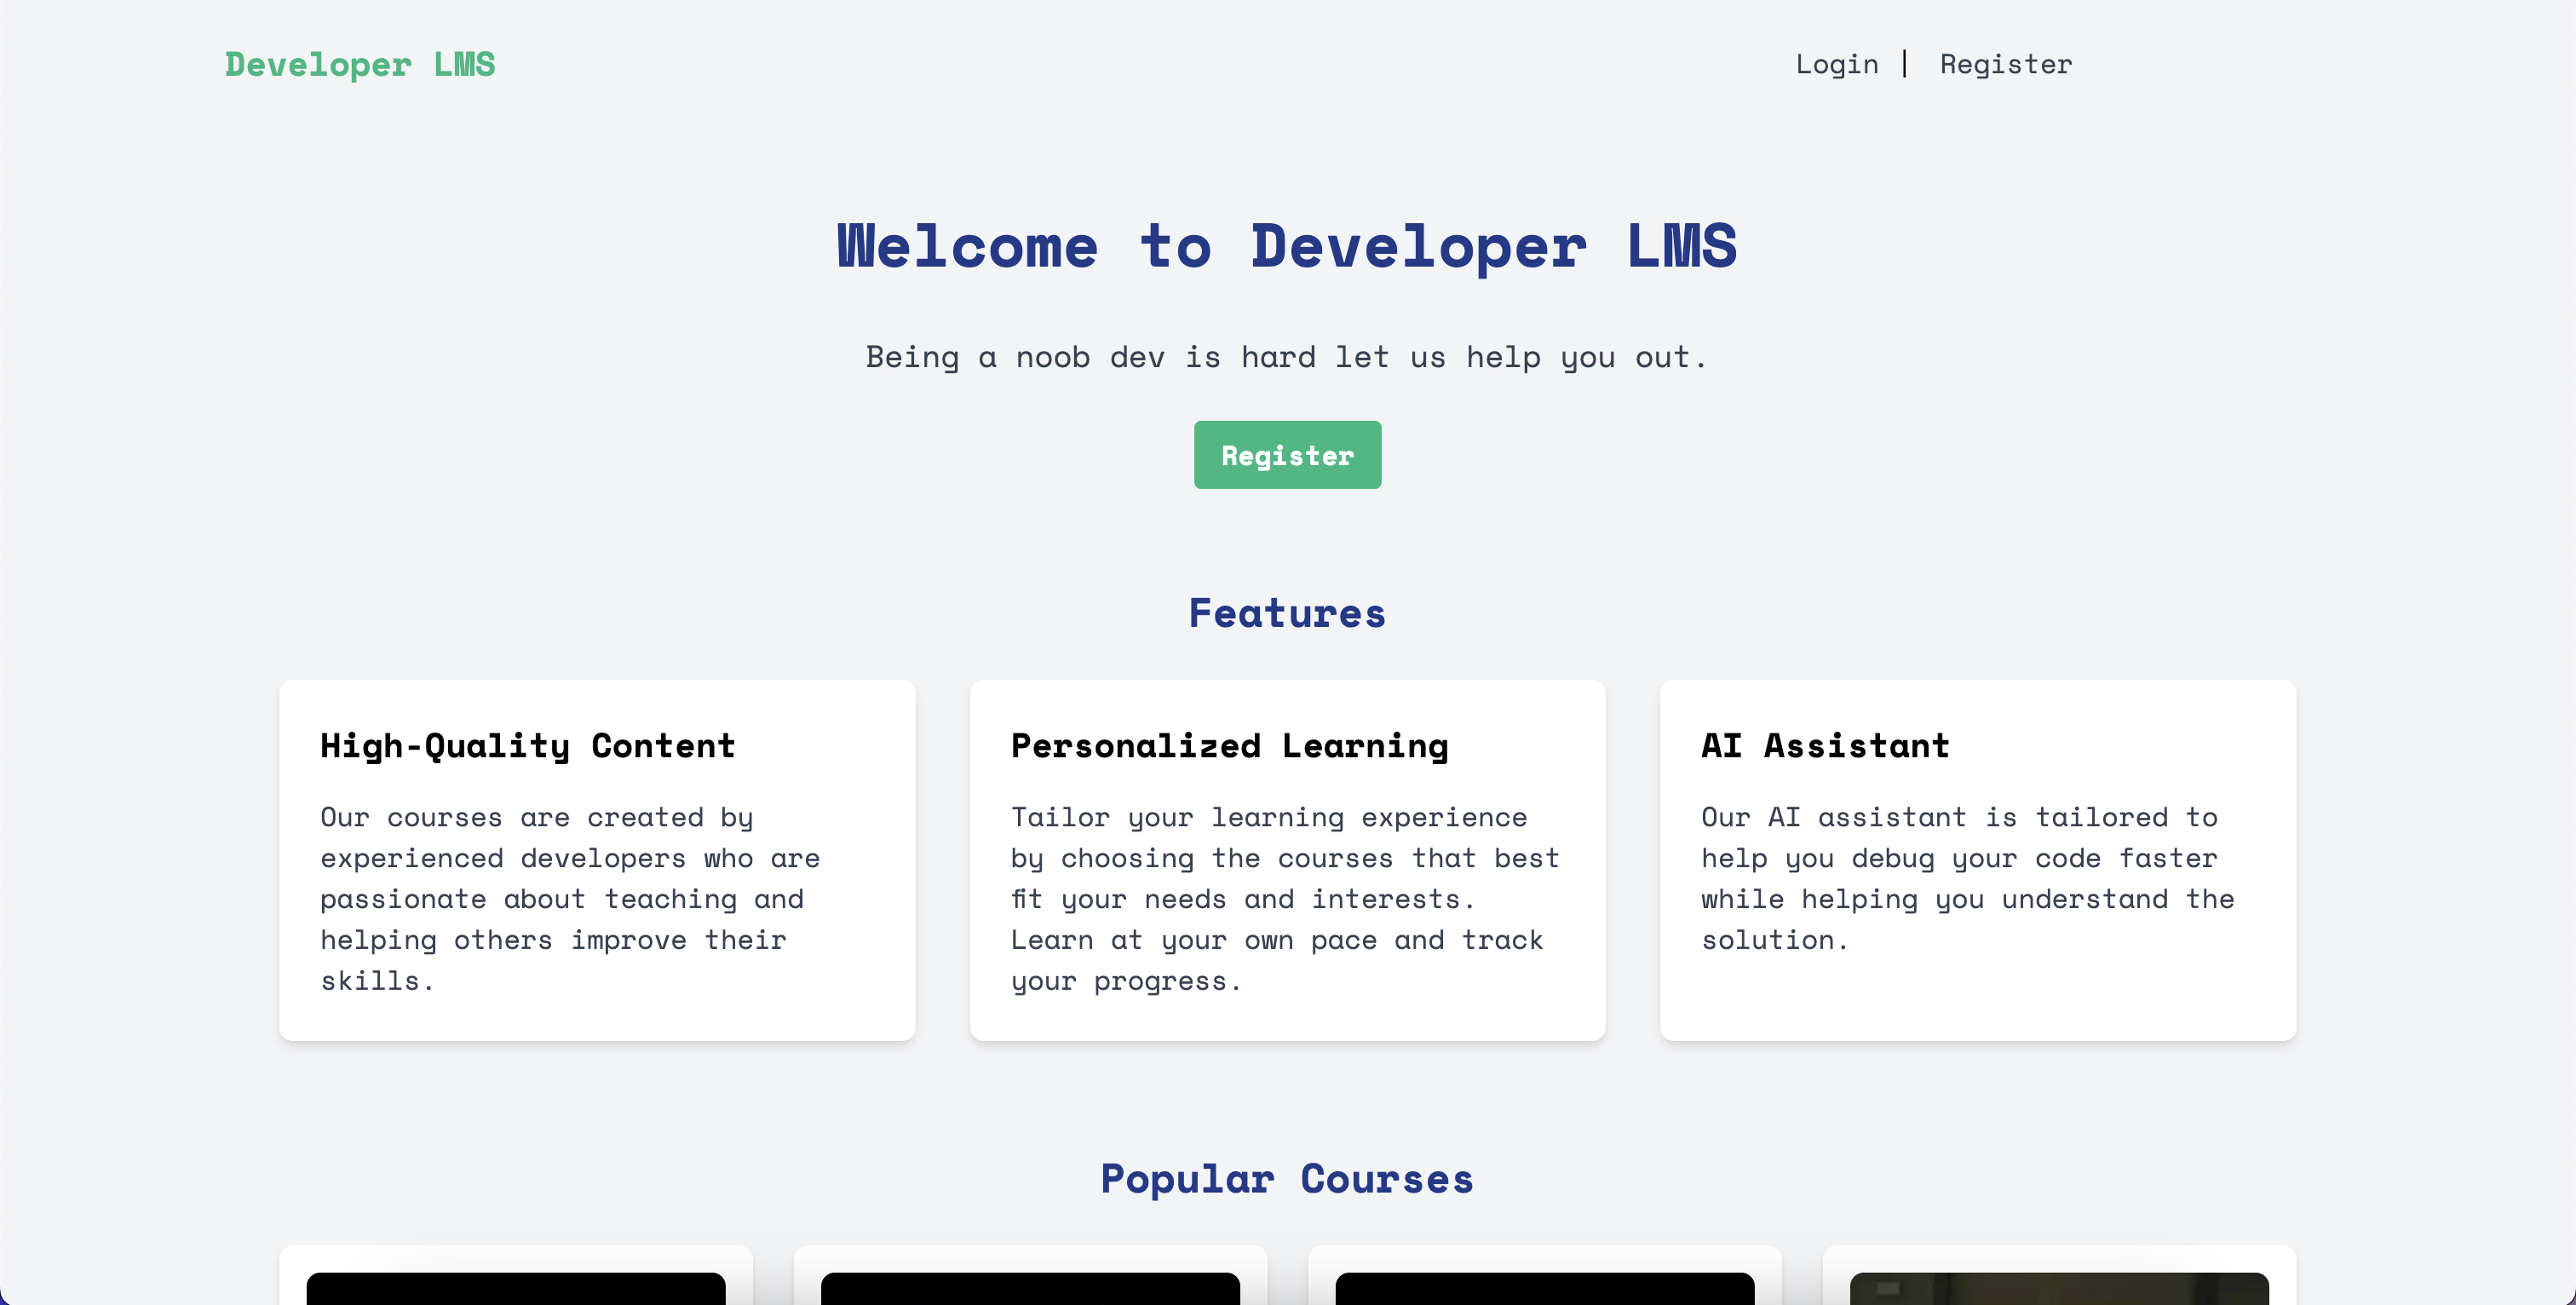 Developer LMS
Login | Register
Welcome to Developer LMS
Being a noob dev is hard let us help you out.
Register
Features
High-Quality Content
Our courses are created by
experienced developers who are
passionate about teaching and
helping others improve their
skills.
Personalized Learning
Tailor your learning experience
by choosing the courses that best
fit your needs and interests.
Learn at your own pace and track
your progress.
AI Assistant
Our AI assistant is tailored to
help you debug your code faster
while helping you understand the
solution.
Popular Courses